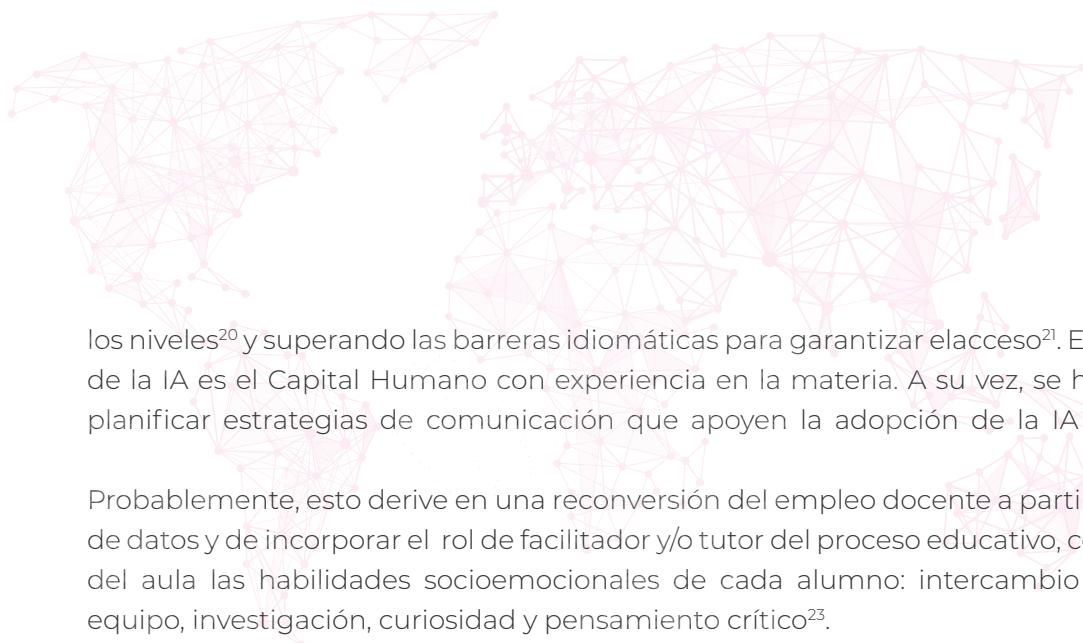 los niveles20 y superando las barreras idiomáticas para garantizar elacceso21. E
de la IA es el Capital Humano con experiencia en la materia. A su vez, se h
planificar estrategias de comunicación que apoyen la adopción de la IA
Probablemente, esto derive en una reconversión del empleo docente a parti
de datos y de incorporar el rol de facilitador y/o tutor del proceso educativo, c
del aula las habilidades socioemocionales de cada alumno: intercambio
equipo, investigación, curiosidad y pensamiento crítico23.